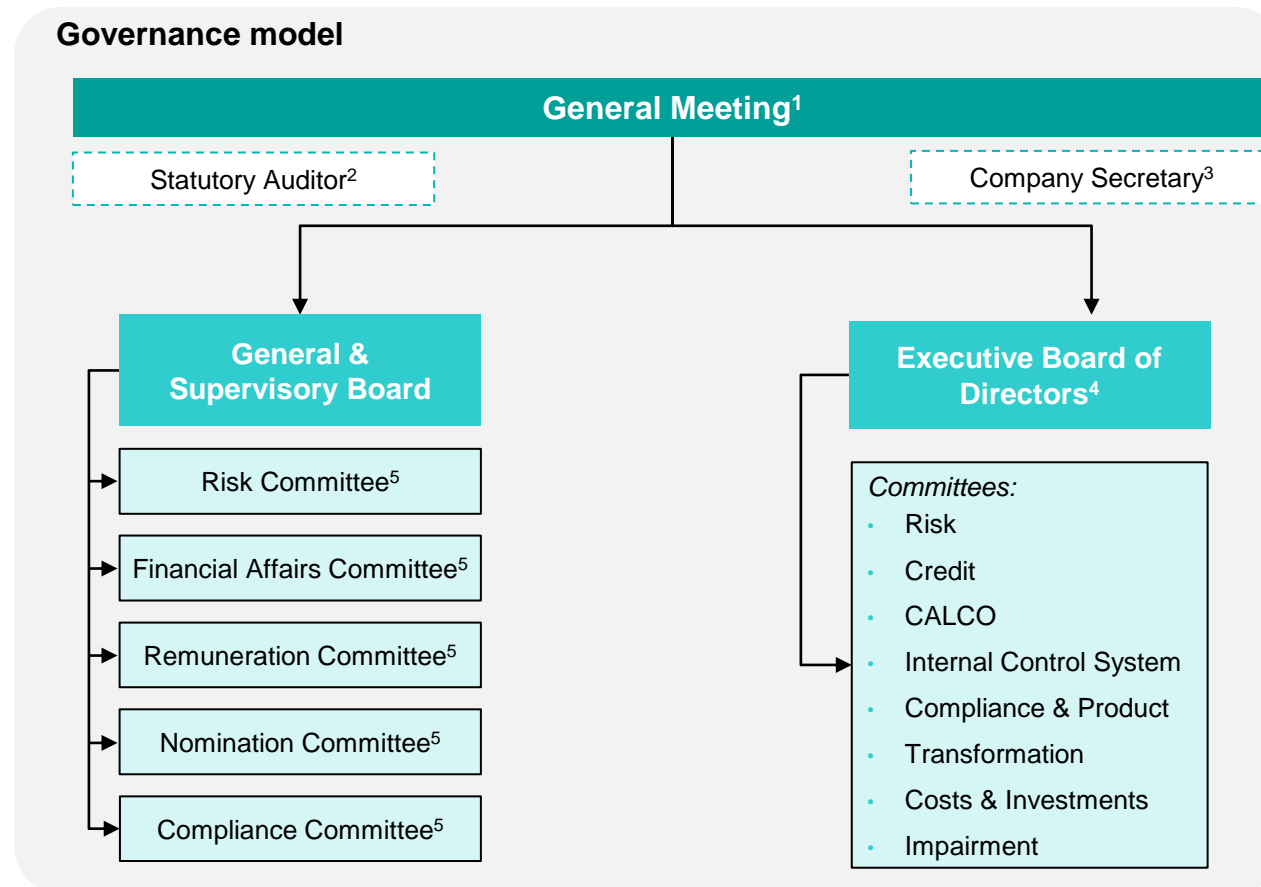 Governance model
General Meeting¹
Statutory Auditor²
Company Secretary³
General &
Supervisory Board
Executive Board of
Directors⁴
Risk Committee⁵
Financial Affairs Committee⁵
Remuneration Committee⁵
Nomination Committee⁵
Compliance Committee⁵
Committees:
• Risk
• Credit
• CALCO
• Internal Control System
• Compliance & Product
• Transformation
• Costs & Investments
• Impairment